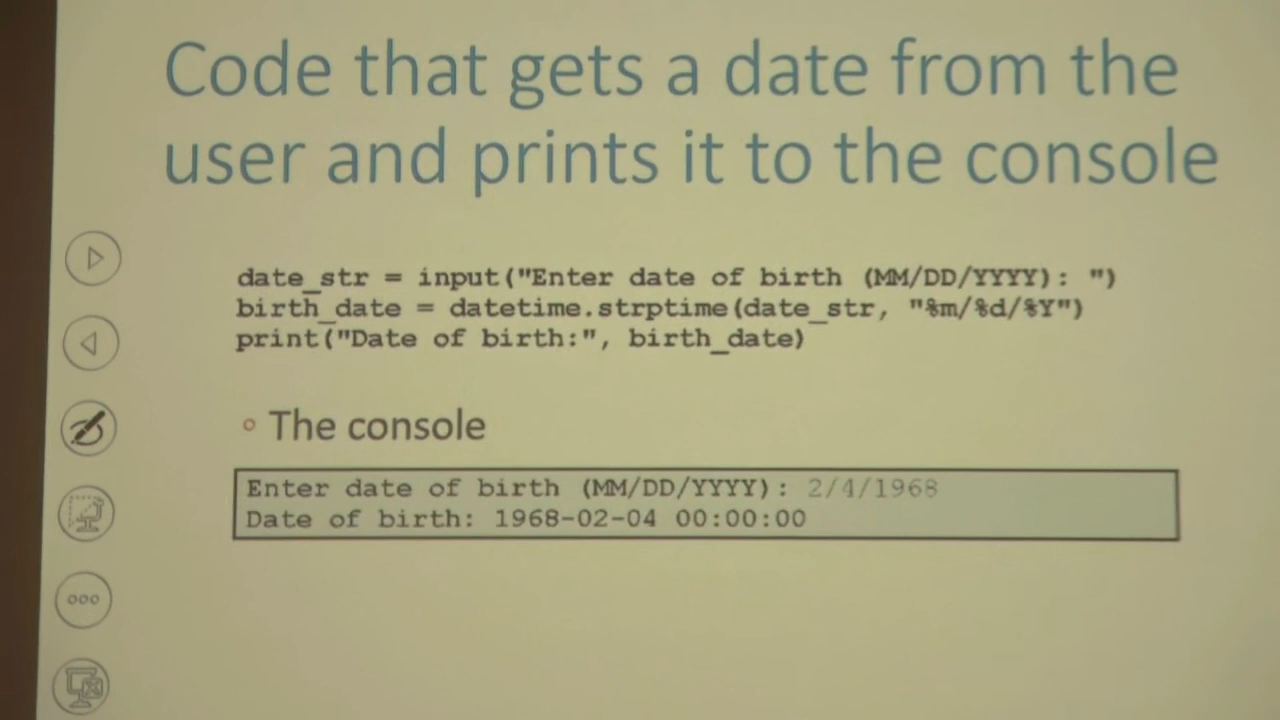 Code that gets a date from the
user and prints it to the console
date_str = input("Enter date of birth (MM/DD/YYYY): ")
birth_date = datetime.strptime(date_str, "%m/%d/%Y")
print("Date of birth:", birth_date)
The console
Enter date of birth (MM/DD/YYYY): 2/4/1968
Date of birth: 1968-02-04 00:00:00